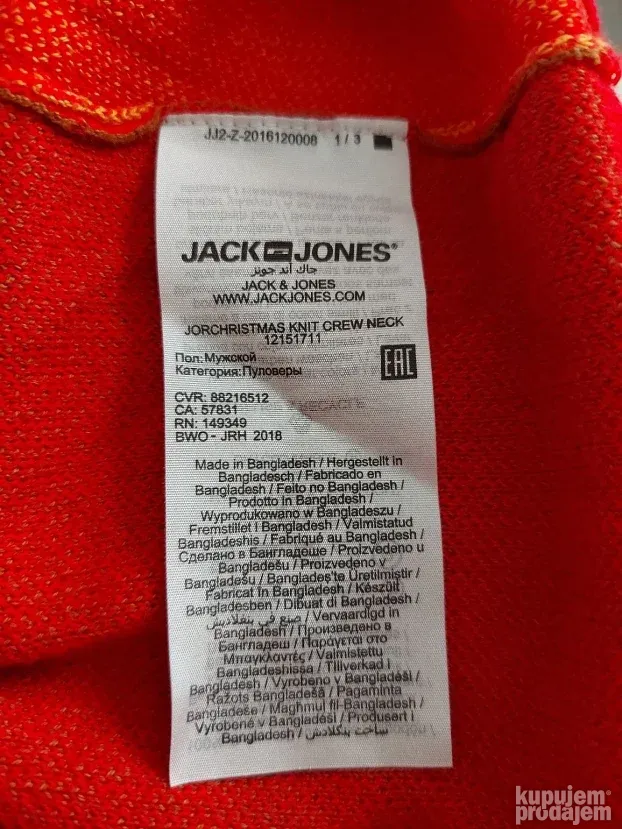 JJ2-Z-2016120008 1 / 3
JACK JONES®
جاك أند جونز
JACK & JONES
WWW.JACKJONES.COM
JORCHRISTMAS KNIT CREW NECK
12151711
Пол:Мужской
Категория:Пуловеры
EAC
CVR: 88216512
CA: 57831
RN: 149349
BWO - JRH 2018
Made in Bangladesh / Hergestellt in
Bangladesch / Fabricado en
Bangladesh / Feito no Bangladesh /
Prodotto in Bangladesh /
Wyprodukowano w Bangladeszu /
Fremstillet i Bangladesh / Valmistatud
Bangladeshis / Fabriqué au Bangladesh /
Сделано в Бангладеше / Proizvedeno u
Bangladešu / Proizvedeno v
Bangladešu / Bangladeş'te Üretilmiştir /
Fabricat în Bangladesh / Készült
Bangladesben / Dibuat di Bangladesh /
صنع في بنغلاديش / Vervaardigd in
Bangladesh / Произведено в
Бангладеш / Παράγεται στο
Μπαγκλαντές / Valmistettu
Bangladeshissa / Tillverkad i
Bangladesh / Vyrobeno v Bangladéši /
Ražots Bangladešā / Pagaminta
Bangladeše / Magħmul fil-Bangladesh /
Vyrobené v Bangladéši / Produsert i
Bangladesh / ساخت بنگلادش
kupujem
prodajem